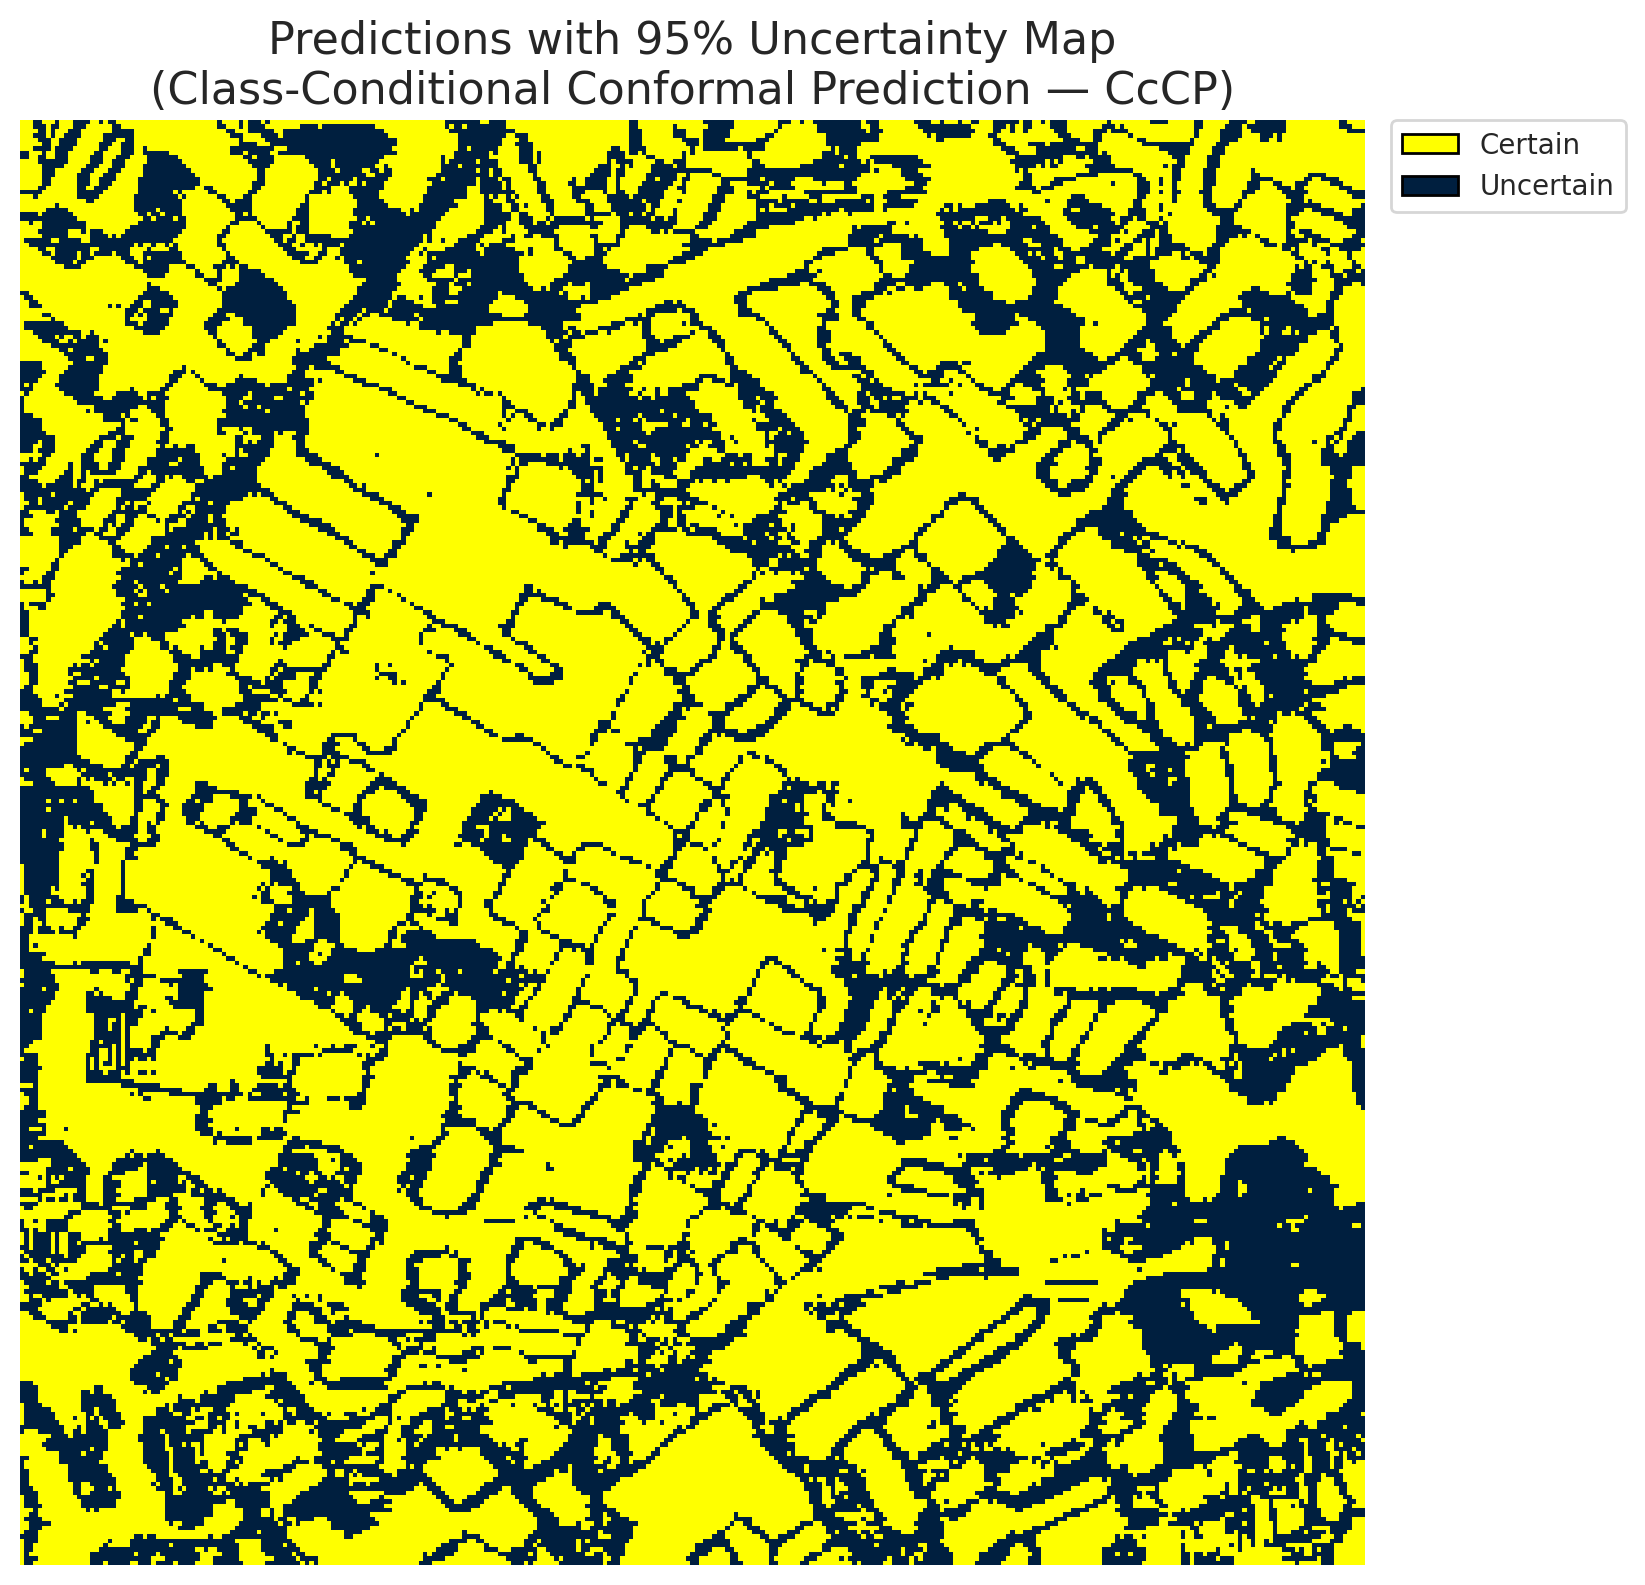 Predictions with 95% Uncertainty Map
(Class-Conditional Conformal Prediction — CcCP)
Certain
Uncertain